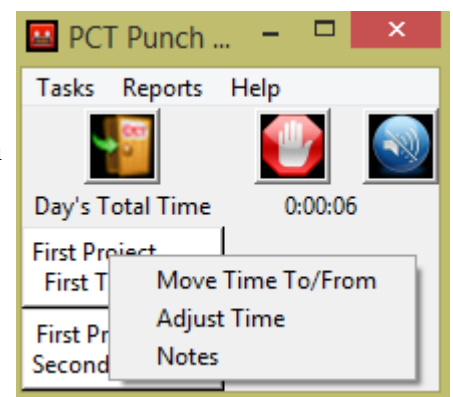 PCT Punch ...
Tasks Reports Help
Day's Total Time 0:00:06
First Project
First T
Move Time To/From
Adjust Time
First Pr
Notes
Second